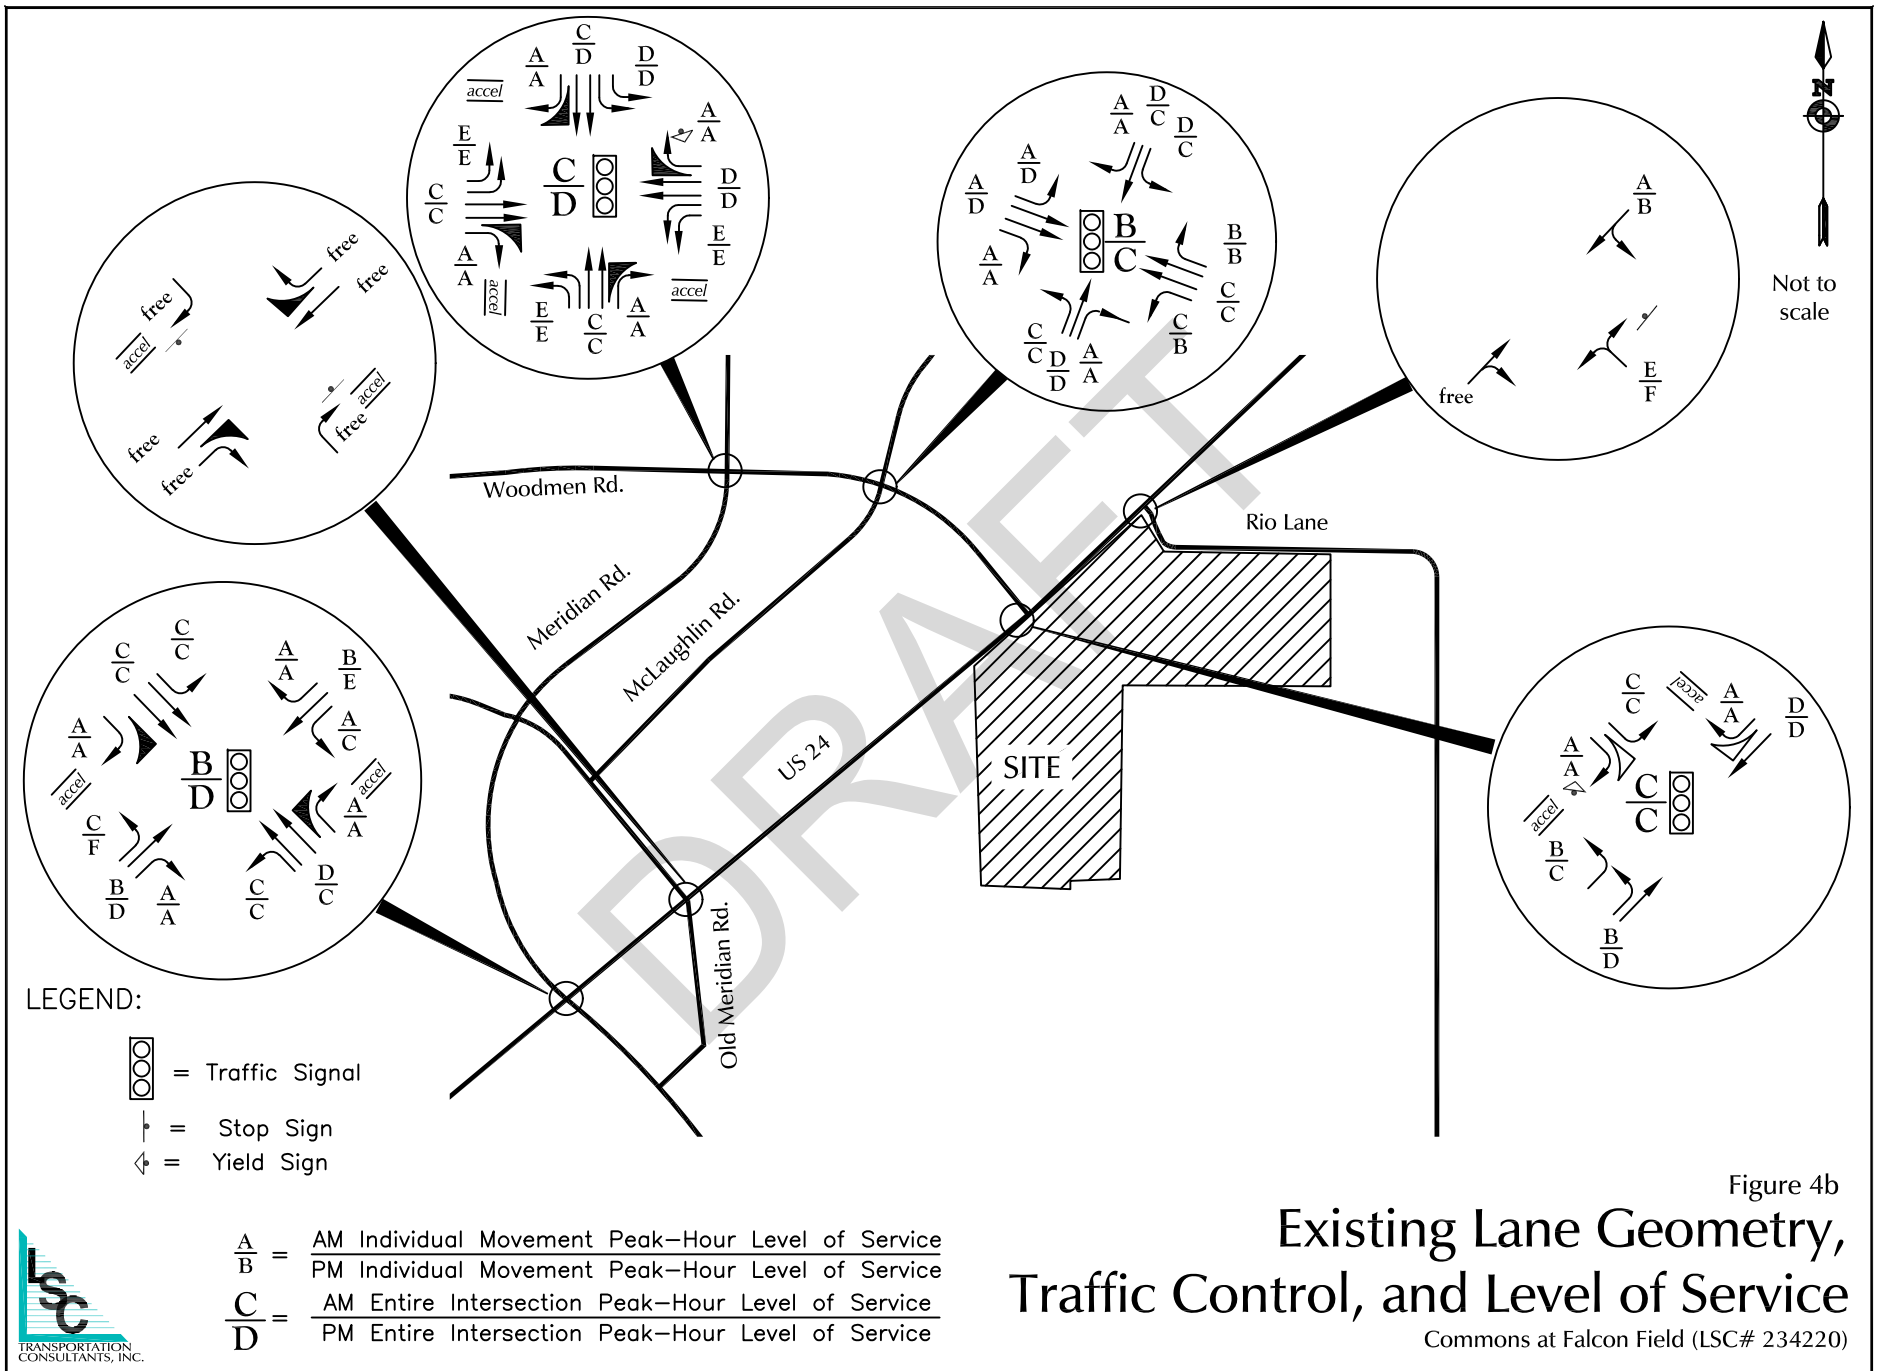 C
D
A
A
D
D
accel
A
A
E
E
C
C
A
A
accel
C
D
D
D
E
E
accel
E
E
C
C
A
A
A
A
D
C
D
C
A
D
A
D
A
A
B
C
B
B
C
C
C
B
C
C
D
D
A
A
A
B
free
E
F
N
Not to
scale
free
free
free
accel
accel
free
free
free
Woodmen Rd.
Meridian Rd.
McLaughlin Rd.
Rio Lane
US 24
SITE
Old Meridian Rd.
DRAFT
C
C
C
C
A
A
B
E
A
A
A
C
accel
B
D
accel
A
A
C
F
B
D
A
A
C
C
D
C
C
C
accel
A
A
D
D
A
A
accel
C
C
B
C
B
D
LEGEND:
= Traffic Signal
= Stop Sign
= Yield Sign
A
B
=
AM Individual Movement Peak-Hour Level of Service
PM Individual Movement Peak-Hour Level of Service
C
D
=
AM Entire Intersection Peak-Hour Level of Service
PM Entire Intersection Peak-Hour Level of Service
LSC
TRANSPORTATION
CONSULTANTS, INC.
Figure 4b
Existing Lane Geometry,
Traffic Control, and Level of Service
Commons at Falcon Field (LSC# 234220)